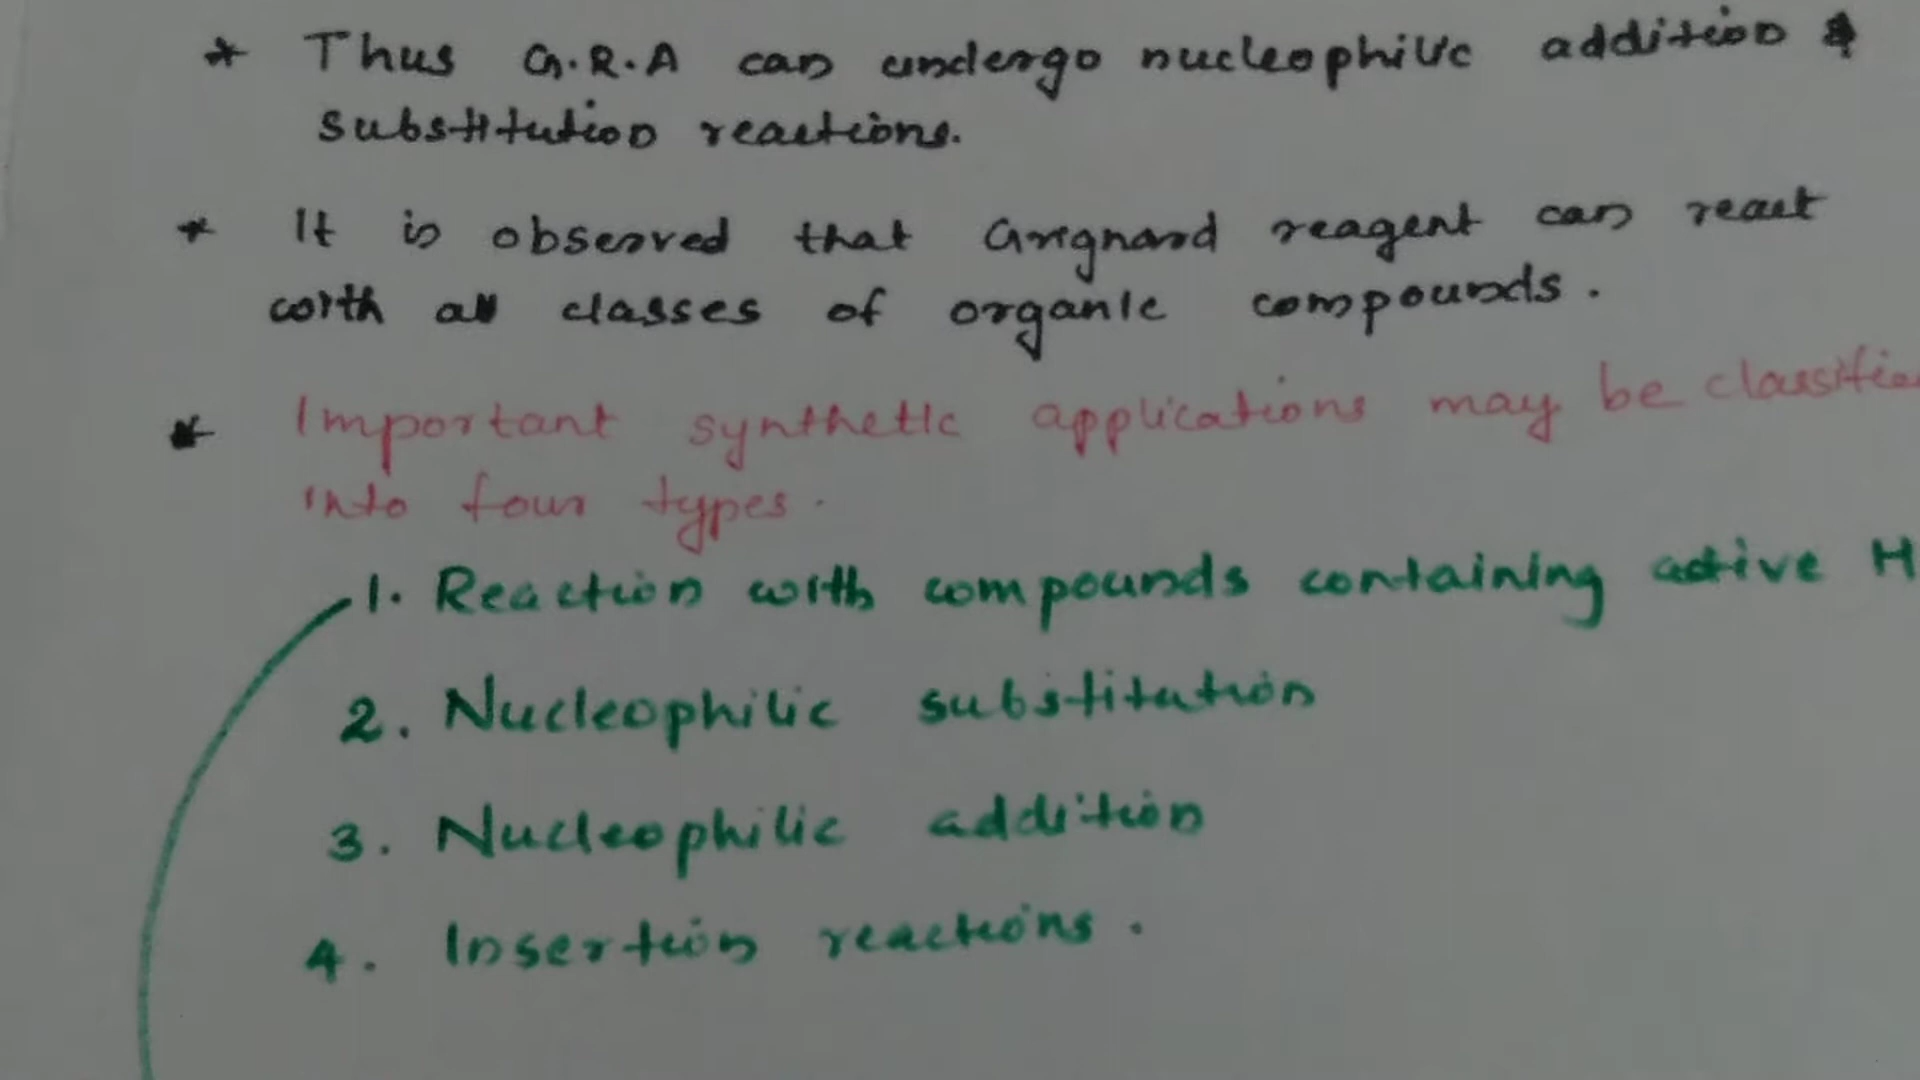 * Thus G.R.A can undergo nucleophilic addition &
substitution reactions.
* It is observed that Grignard reagent can react
with all classes of organic compounds.
* Important synthetic applications may be classified
into four types.
1. Reaction with compounds containing active H
2. Nucleophilic substitution
3. Nucleophilic addition
4. Insertion reactions.